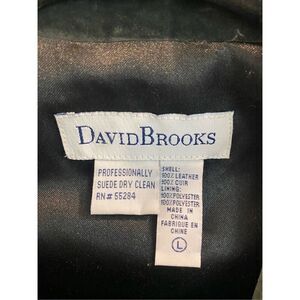 DAVIDBROOKS
PROFESSIONALLY
SUEDE DRY CLEAN
RN# 55284
SHELL:
100% LEATHER
100% CUIR
LINING:
100% POLYESTER
100% POLYESTER
MADE IN
CHINA
FABRIQUE EN
CHINE
L